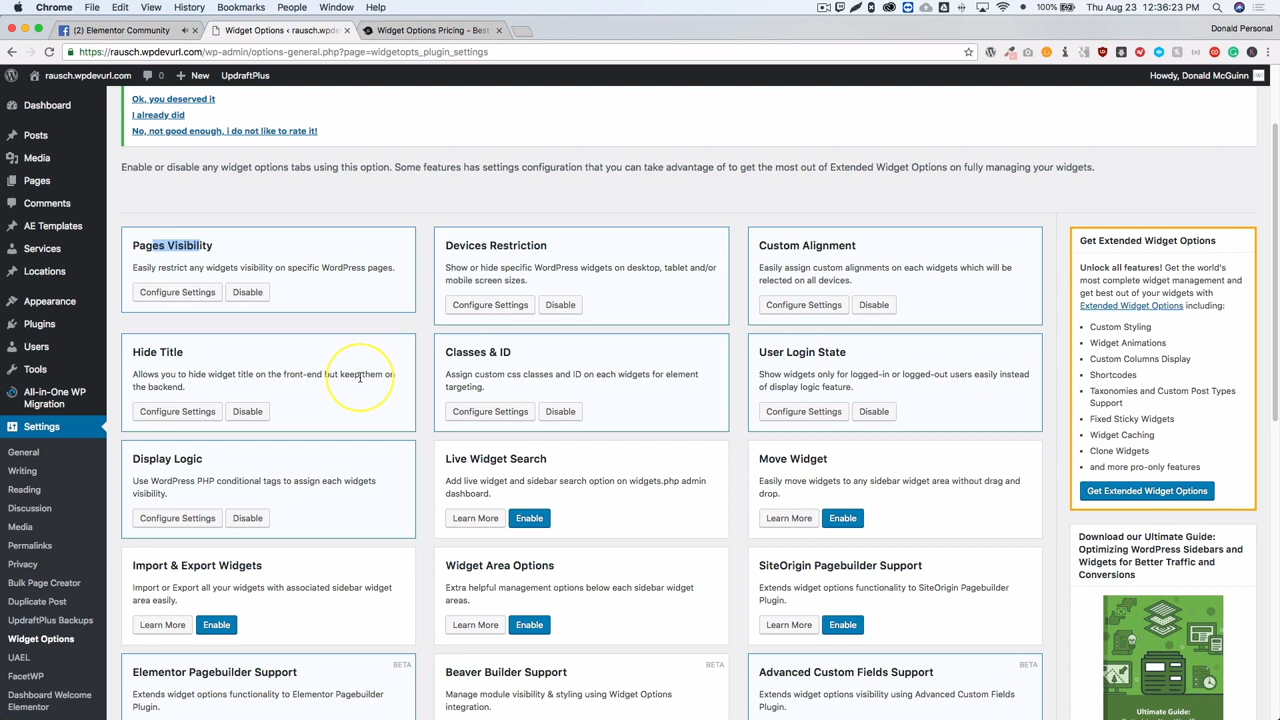 Chrome File Edit View History Bookmarks People Window Help
100% Thu Aug 23 12:36:23 PM Donald McGuinn
(2) Elementor Community
Widget Options ‹ rausch.wpdevurl
Widget Options Pricing - Best
Donald Personal
https://rausch.wpdevurl.com/wp-admin/options-general.php?page=widgetopts_plugin_settings
rausch.wpdevurl.com 0 New UpdraftPlus
Howdy, Donald McGuinn
Dashboard
Posts
Media
Pages
Comments
AE Templates
Services
Locations
Appearance
Plugins
Users
Tools
All-in-One WP
Migration
Settings
General
Writing
Reading
Discussion
Media
Permalinks
Privacy
Bulk Page Creator
Duplicate Post
UpdraftPlus Backups
Widget Options
UAEL
FacetWP
Dashboard Welcome
Elementor
Ok, you deserved it
I already did
No, not good enough, i do not like to rate it!
Enable or disable any widget options tabs using this option. Some features has settings configuration that you can take advantage of to get the most out of Extended Widget Options on fully managing your widgets.
Pages Visibility
Easily restrict any widgets visibility on specific WordPress pages.
Configure Settings Disable
Devices Restriction
Show or hide specific WordPress widgets on desktop, tablet and/or
mobile screen sizes.
Configure Settings Disable
Custom Alignment
Easily assign custom alignments on each widgets which will be
relected on all devices.
Configure Settings Disable
Hide Title
Allows you to hide widget title on the front-end but keep them on
the backend.
Configure Settings Disable
Classes & ID
Assign custom css classes and ID on each widgets for element
targeting.
Configure Settings Disable
User Login State
Show widgets only for logged-in or logged-out users easily instead
of display logic feature.
Configure Settings Disable
Display Logic
Use WordPress PHP conditional tags to assign each widgets
visibility.
Configure Settings Disable
Live Widget Search
Add live widget and sidebar search option on widgets.php admin
dashboard.
Learn More Enable
Move Widget
Easily move widgets to any sidebar widget area without drag and
drop.
Learn More Enable
Import & Export Widgets
Import or Export all your widgets with associated sidebar widget
area easily.
Learn More Enable
Widget Area Options
Extra helpful management options below each sidebar widget
areas.
Learn More Enable
SiteOrigin Pagebuilder Support
Extends widget options functionality to SiteOrigin Pagebuilder
Plugin.
Learn More Enable
Elementor Pagebuilder Support BETA
Extends widget options functionality to Elementor Pagebuilder
Plugin.
Beaver Builder Support BETA
Manage module visibility & styling using Widget Options
integration.
Advanced Custom Fields Support BETA
Extends widget options visibility using Advanced Custom Fields
Plugin.
Get Extended Widget Options
Unlock all features! Get the world's
most complete widget management and
get best out of your widgets with
Extended Widget Options including:
Custom Styling
Widget Animations
Custom Columns Display
Shortcodes
Taxonomies and Custom Post Types
Support
Fixed Sticky Widgets
Widget Caching
Clone Widgets
and more pro-only features
Get Extended Widget Options
Download our Ultimate Guide:
Optimizing WordPress Sidebars and
Widgets for Better Traffic and
Conversions
Ultimate Guide: